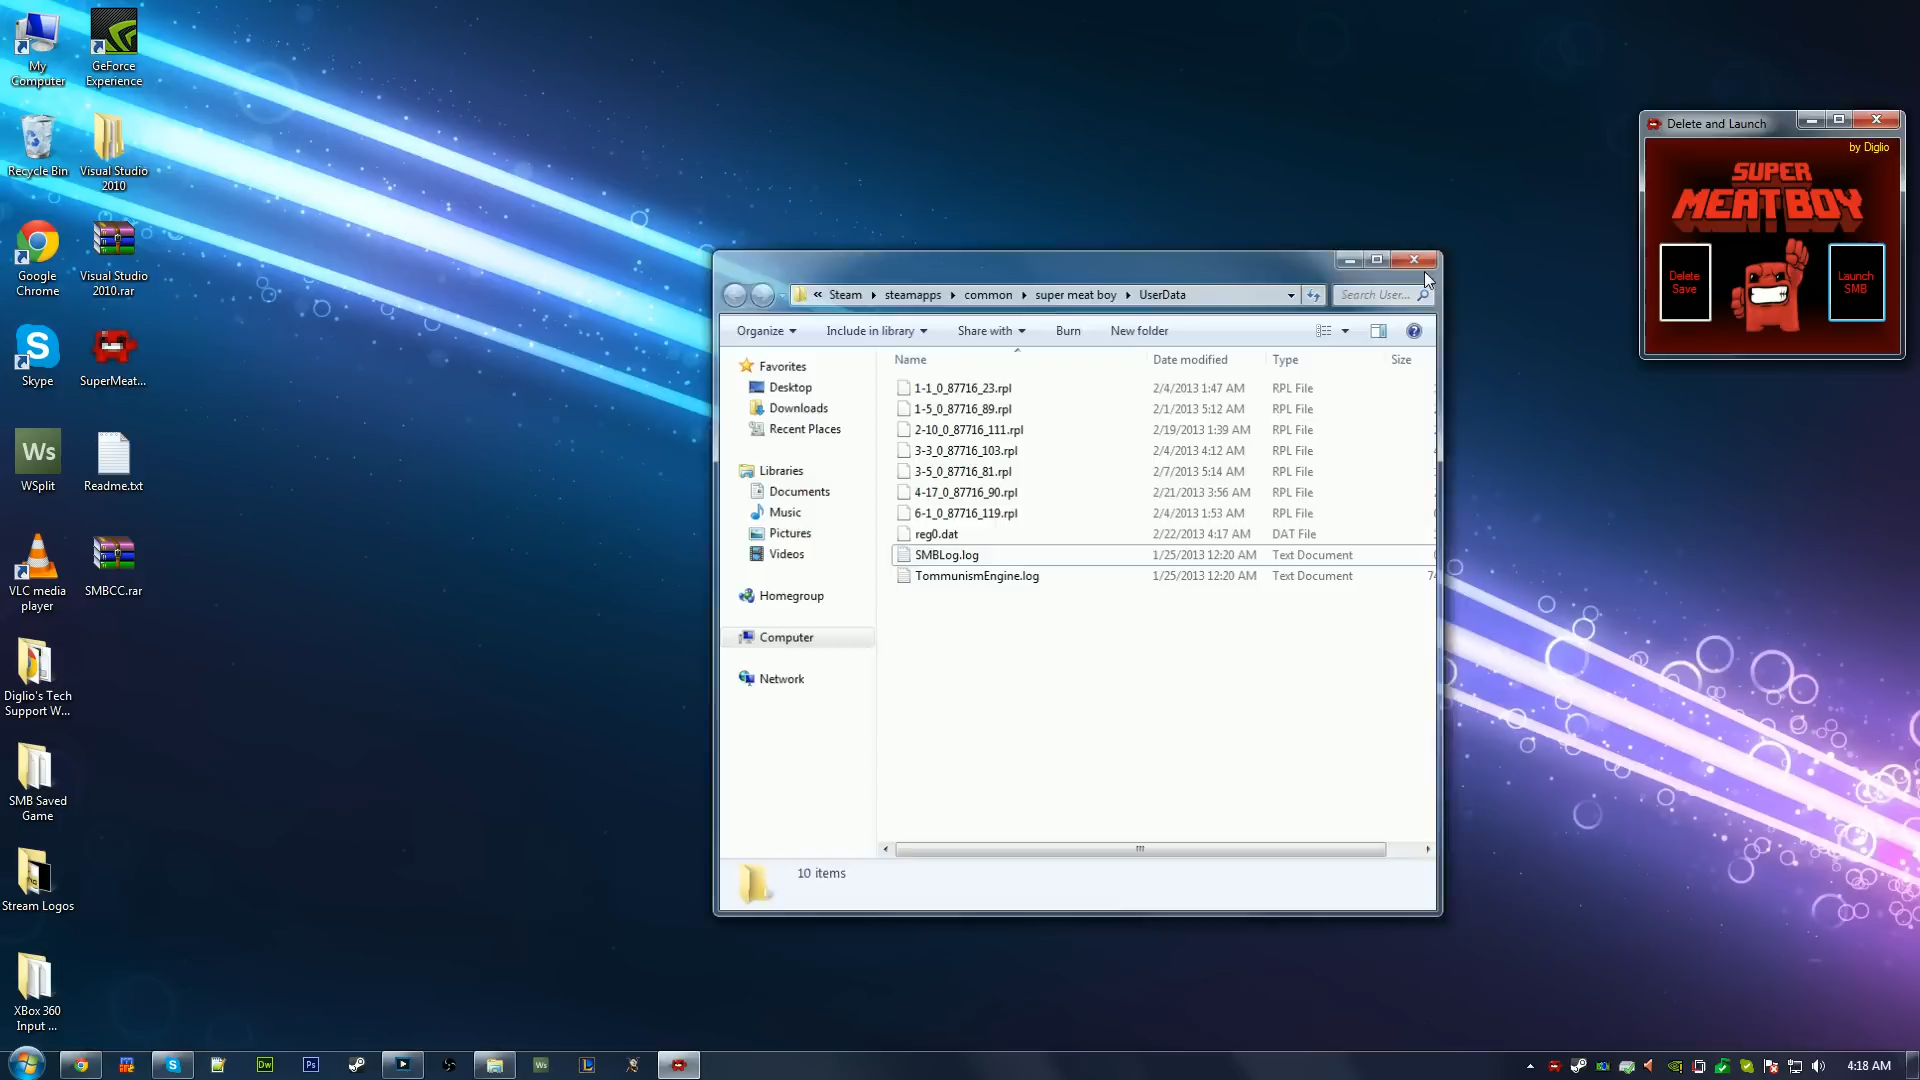 My
Computer
GeForce
Experience
Recycle Bin
Visual Studio
2010
Google
Chrome
Visual Studio
2010.rar
Skype
SuperMeat...
Ws
WSplit
Readme.txt
VLC media
player
SMBCC.rar
Diglio's Tech
Support W...
SMB Saved
Game
Stream Logos
XBox 360
Input ...
« Steam ▸ steamapps ▸ common ▸ super meat boy ▸ UserData
Search User...
Organize
Include in library
Share with
Burn
New folder
Favorites
Desktop
Downloads
Recent Places
Libraries
Documents
Music
Pictures
Videos
Homegroup
Computer
Network
Name Date modified Type Size
1-1_0_87716_23.rpl 2/4/2013 1:47 AM RPL File
1-5_0_87716_89.rpl 2/1/2013 5:12 AM RPL File
2-10_0_87716_111.rpl 2/19/2013 1:39 AM RPL File
3-3_0_87716_103.rpl 2/4/2013 4:12 AM RPL File
3-5_0_87716_81.rpl 2/7/2013 5:14 AM RPL File
4-17_0_87716_90.rpl 2/21/2013 3:56 AM RPL File
6-1_0_87716_119.rpl 2/4/2013 1:53 AM RPL File
reg0.dat 2/22/2013 4:17 AM DAT File
SMBLog.log 1/25/2013 12:20 AM Text Document
TommunismEngine.log 1/25/2013 12:20 AM Text Document
10 items
Delete and Launch
by Diglio
SUPER
MEAT BOY
Delete
Save
Launch
SMB
Dw
Ps
Ws
L
4:18 AM